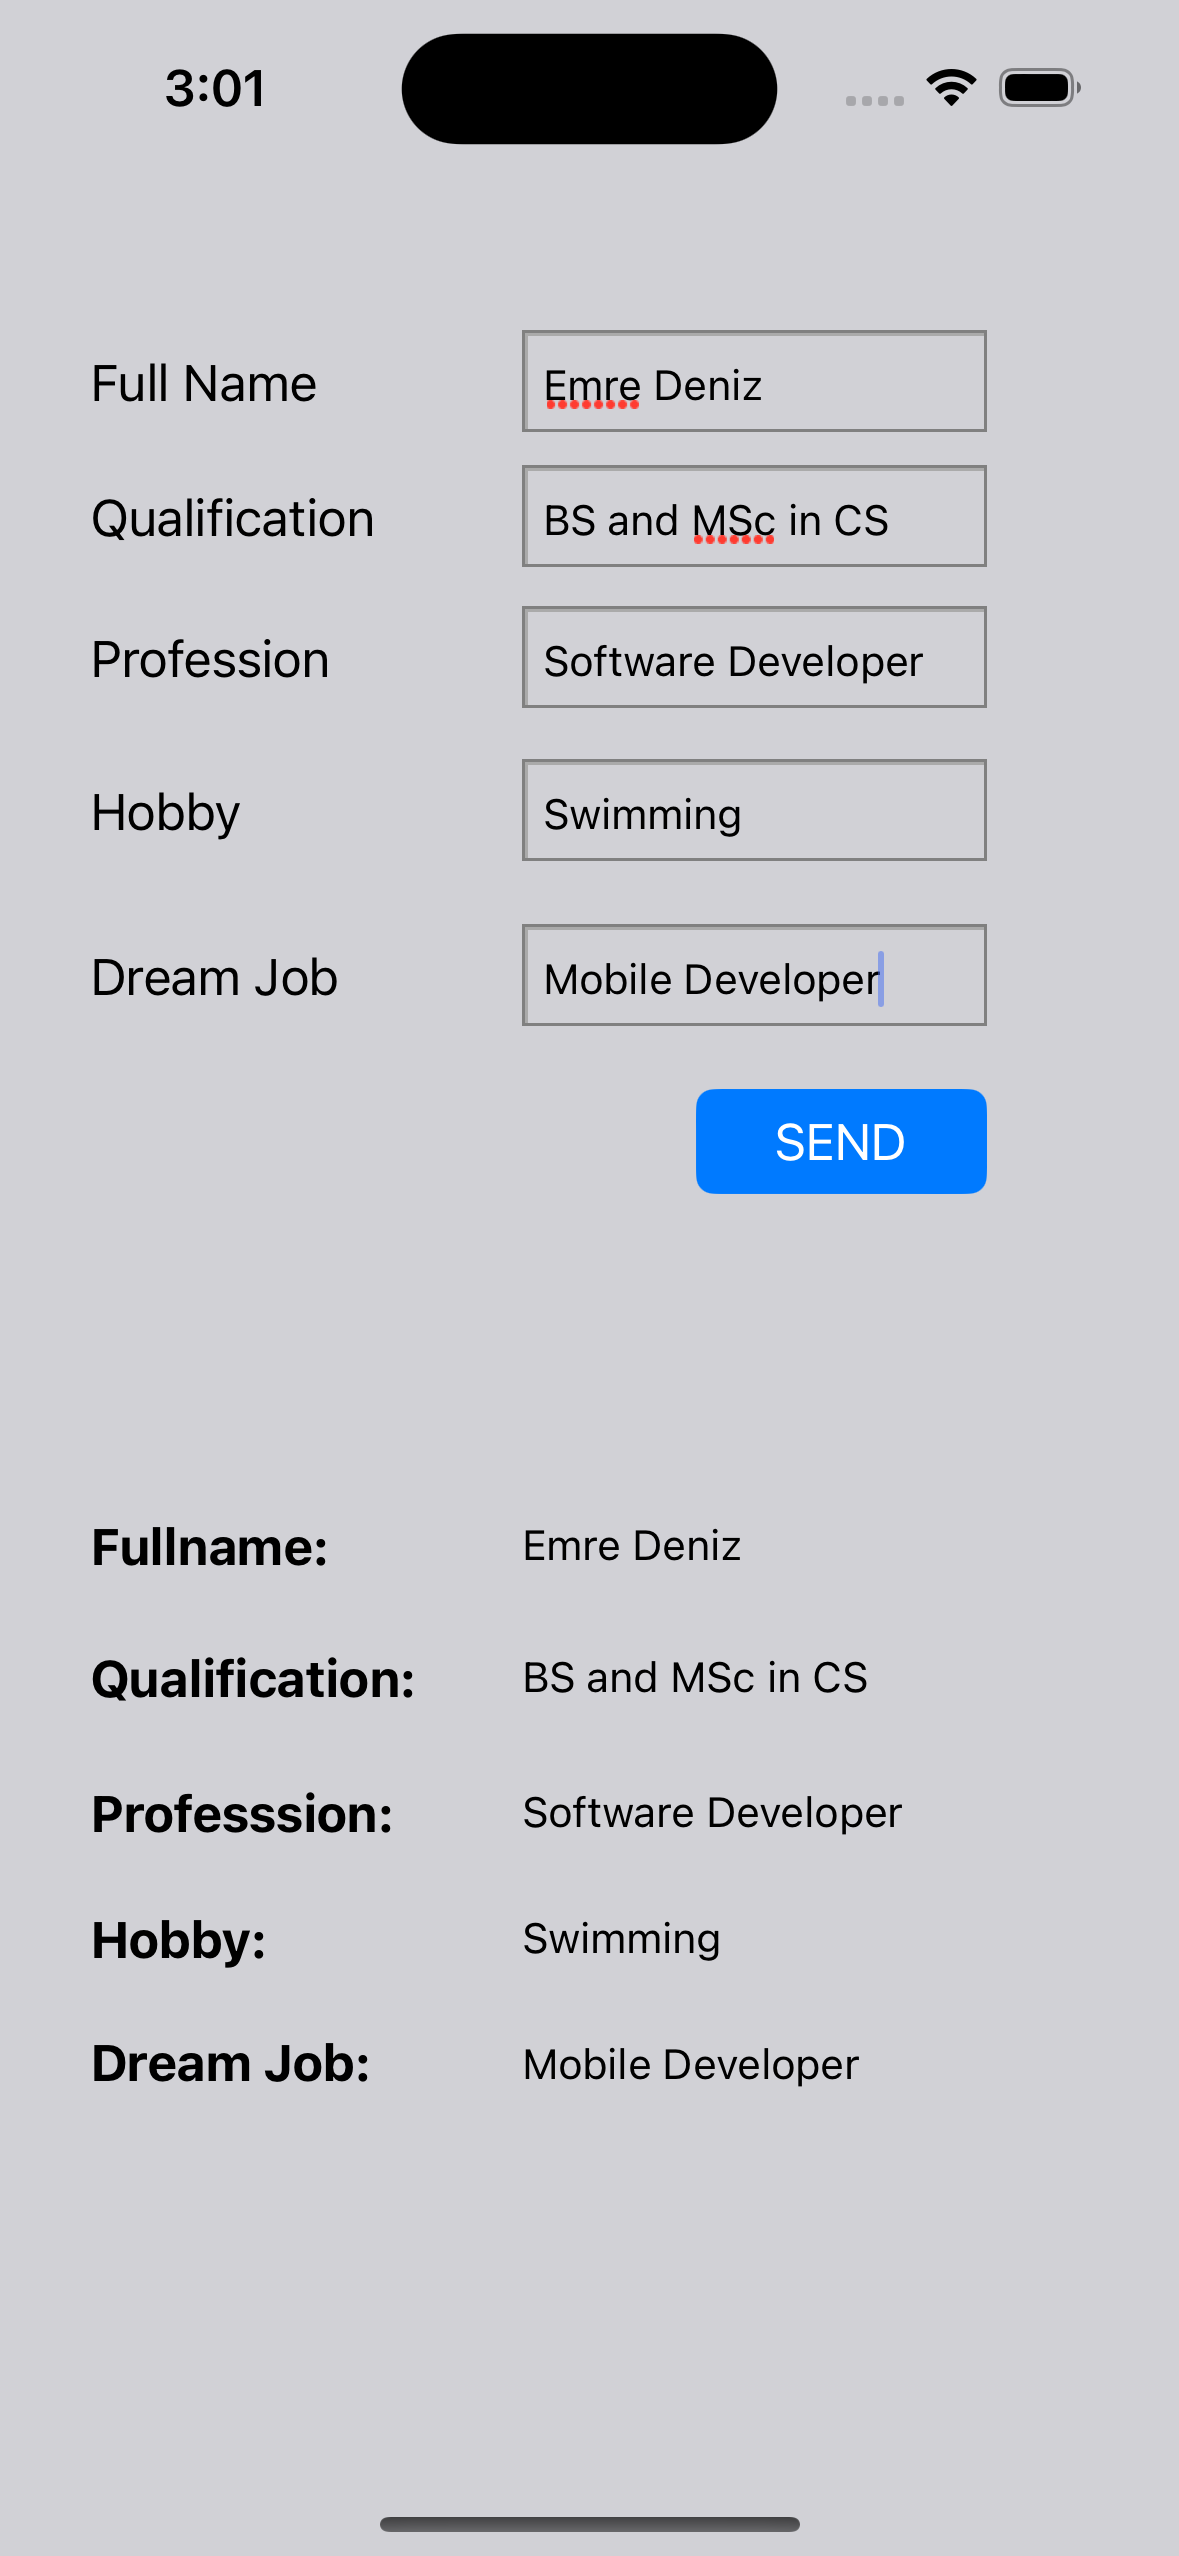 3:01
Full Name Emre Deniz
Qualification BS and MSc in CS
Profession Software Developer
Hobby Swimming
Dream Job Mobile Developer
SEND
Fullname: Emre Deniz
Qualification: BS and MSc in CS
Professsion: Software Developer
Hobby: Swimming
Dream Job: Mobile Developer